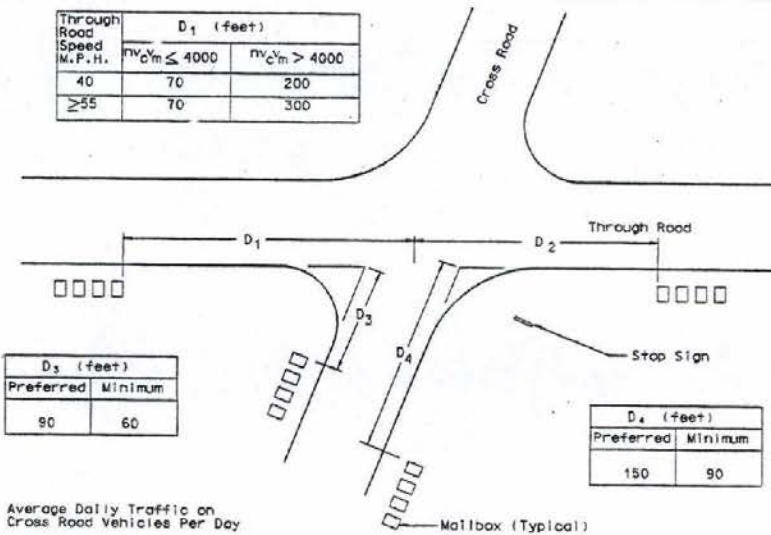 Through Road Speed M.P.H.
D₁ (feet)
nvcvm ≤ 4000
nvcvm > 4000
40
70
200
≥55
70
300
Cross Road
D₁
D₂
Through Road
D₃
D₄
Stop Sign
D₃ (feet)
Preferred
Minimum
90
60
D₄ (feet)
Preferred
Minimum
150
90
Average Daily Traffic on
Cross Road Vehicles Per Day
Mailbox (Typical)